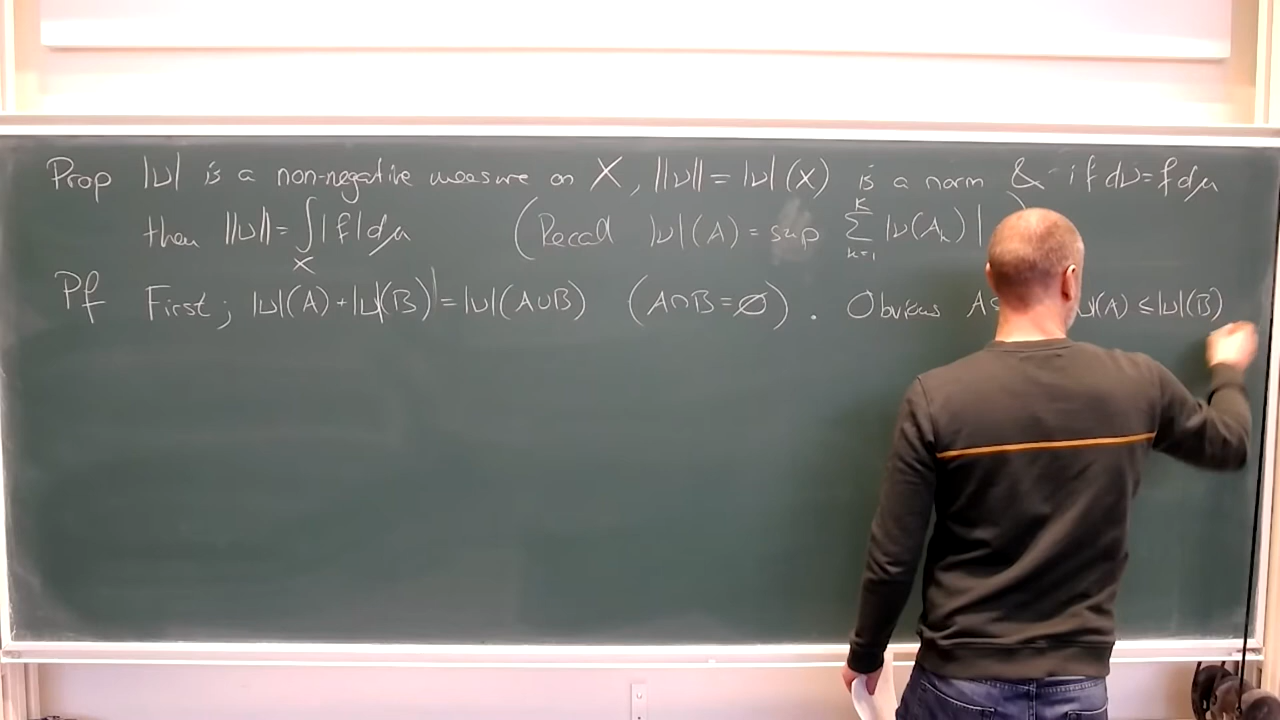 Prop |ν| is a non-negative measure on X, ||ν|| = |ν|(X) is a norm & if dν = f dμ
then ||ν|| = ∫_X |f| dμ (Recall |ν|(A) = sup ∑_{k=1}^{K} |ν(A_k)| )
Pf First; |ν|(A) + |ν|(B) = |ν|(A∪B) (A∩B = ∅). Obvious A ν|(A) ≤ |ν|(B)